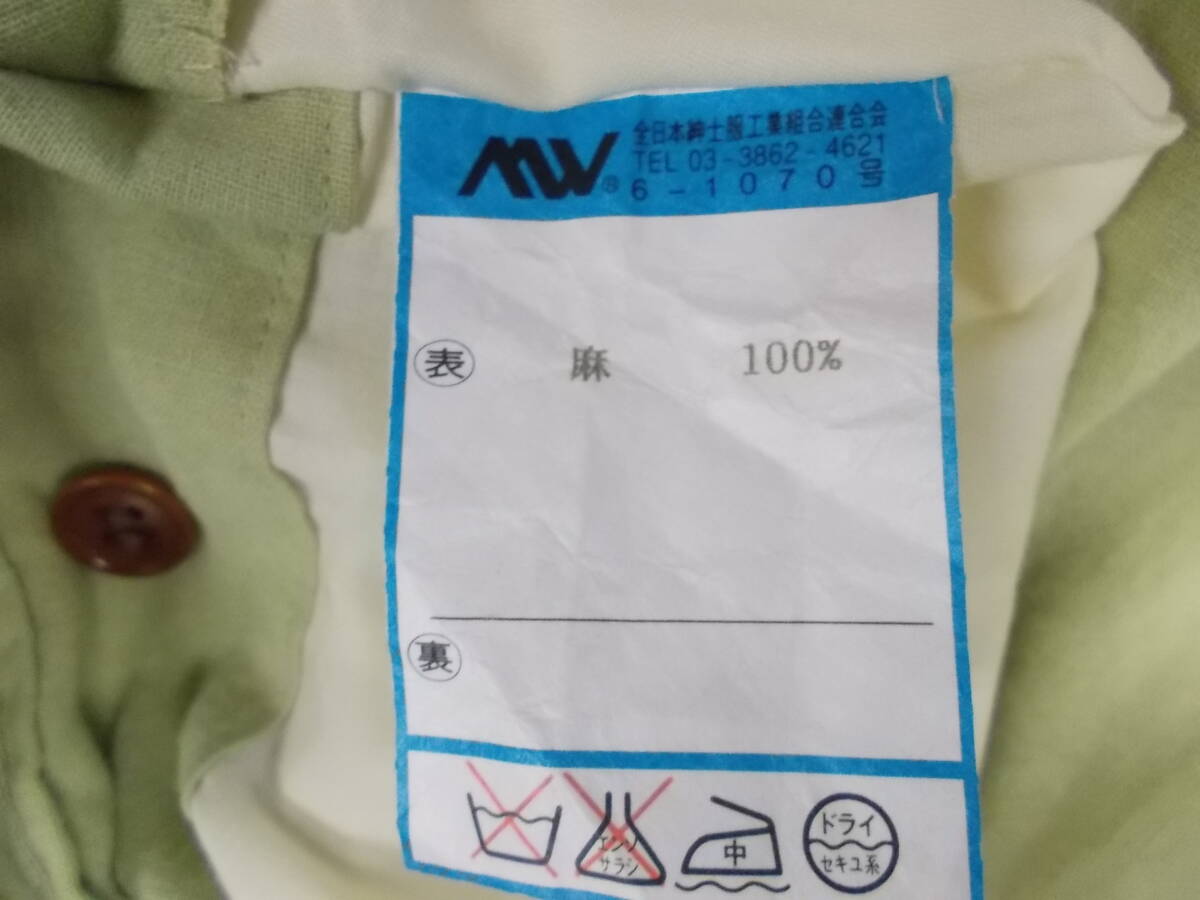 MW®
全日本紳士服工業組合連合会
TEL 03-3862-4621
6-1070号
表 麻 100%
裏
エンソ
サラシ
中
ドライ
セキユ系